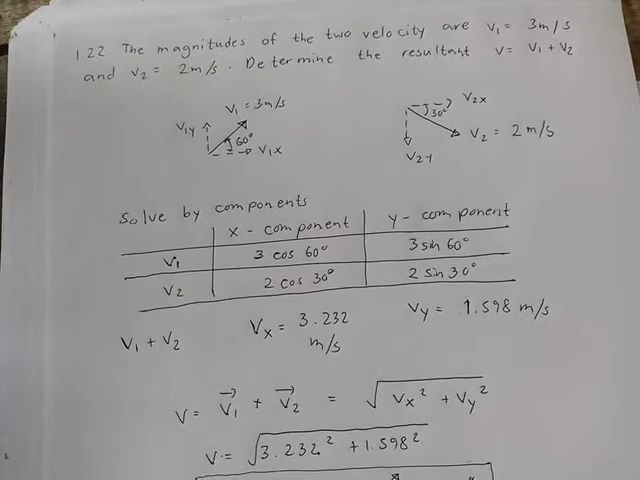 1.22 The magnitudes of the two velocity are V₁ = 3m/s
and V₂ = 2m/s. Determine the resultant V = V₁ + V₂
V₁ = 3m/s
V₁y
60°
V₁x
V₂x
30°
V₂ = 2m/s
V₂y
Solve by components
x - component y - component
V₁ 3 cos 60° 3 sin 60°
V₂ 2 cos 30° 2 sin 30°
V₁ + V₂ Vx = 3.232 m/s Vy = 1.598 m/s
V = V₁→ + V₂→ = √(Vx² + Vy²)
V = √(3.232² + 1.598²)